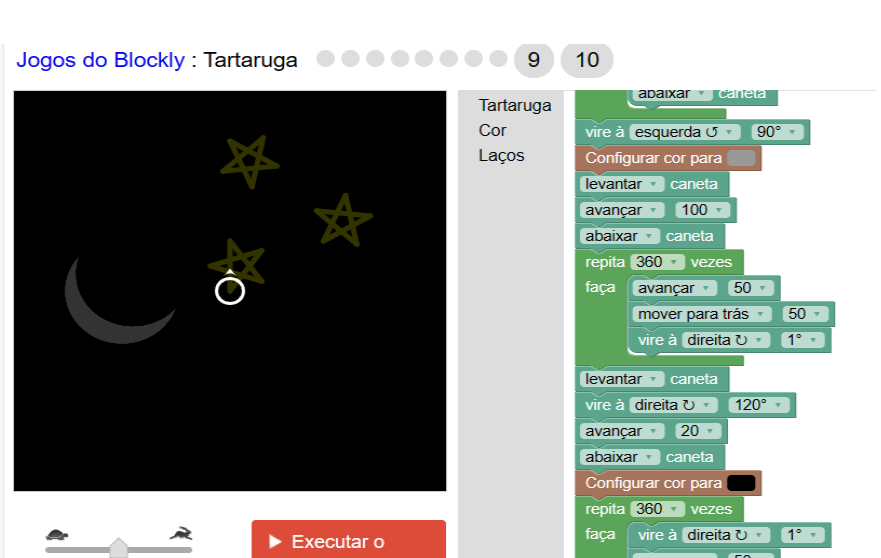 Jogos do Blockly : Tartaruga 9 10
Tartaruga
Cor
Laços
abaixar caneta
vire à esquerda ↺ 90°
Configurar cor para
levantar caneta
avançar 100
abaixar caneta
repita 360 vezes
faça avançar 50
mover para trás 50
vire à direita ↻ 1°
levantar caneta
vire à direita ↻ 120°
avançar 20
abaixar caneta
Configurar cor para
repita 360 vezes
faça vire à direita ↻ 1°
50
Executar o